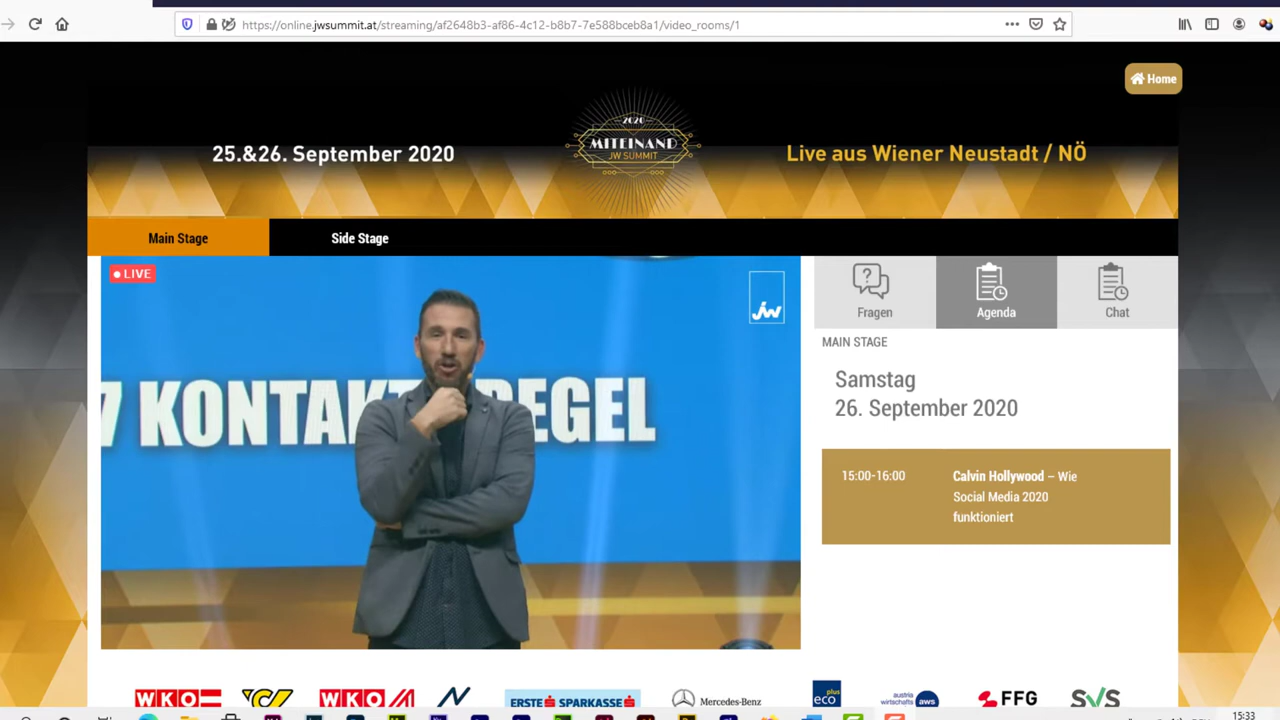 https://online.jwsummit.at/streaming/af2648b3-af86-4c12-b8b7-7e588bceb8a1/video_rooms/1
Home
25.&26. September 2020
2020
MITEINAND
JW SUMMIT
Live aus Wiener Neustadt / NÖ
Main Stage
Side Stage
LIVE
jw
7 KONTAKT REGEL
Fragen
Agenda
Chat
MAIN STAGE
Samstag
26. September 2020
15:00-16:00
Calvin Hollywood – Wie
Social Media 2020
funktioniert
WKO
WKO
N
ERSTE SPARKASSE
Mercedes-Benz
eco plus
austria wirtschaftsservice aws
FFG
SVS
15:33